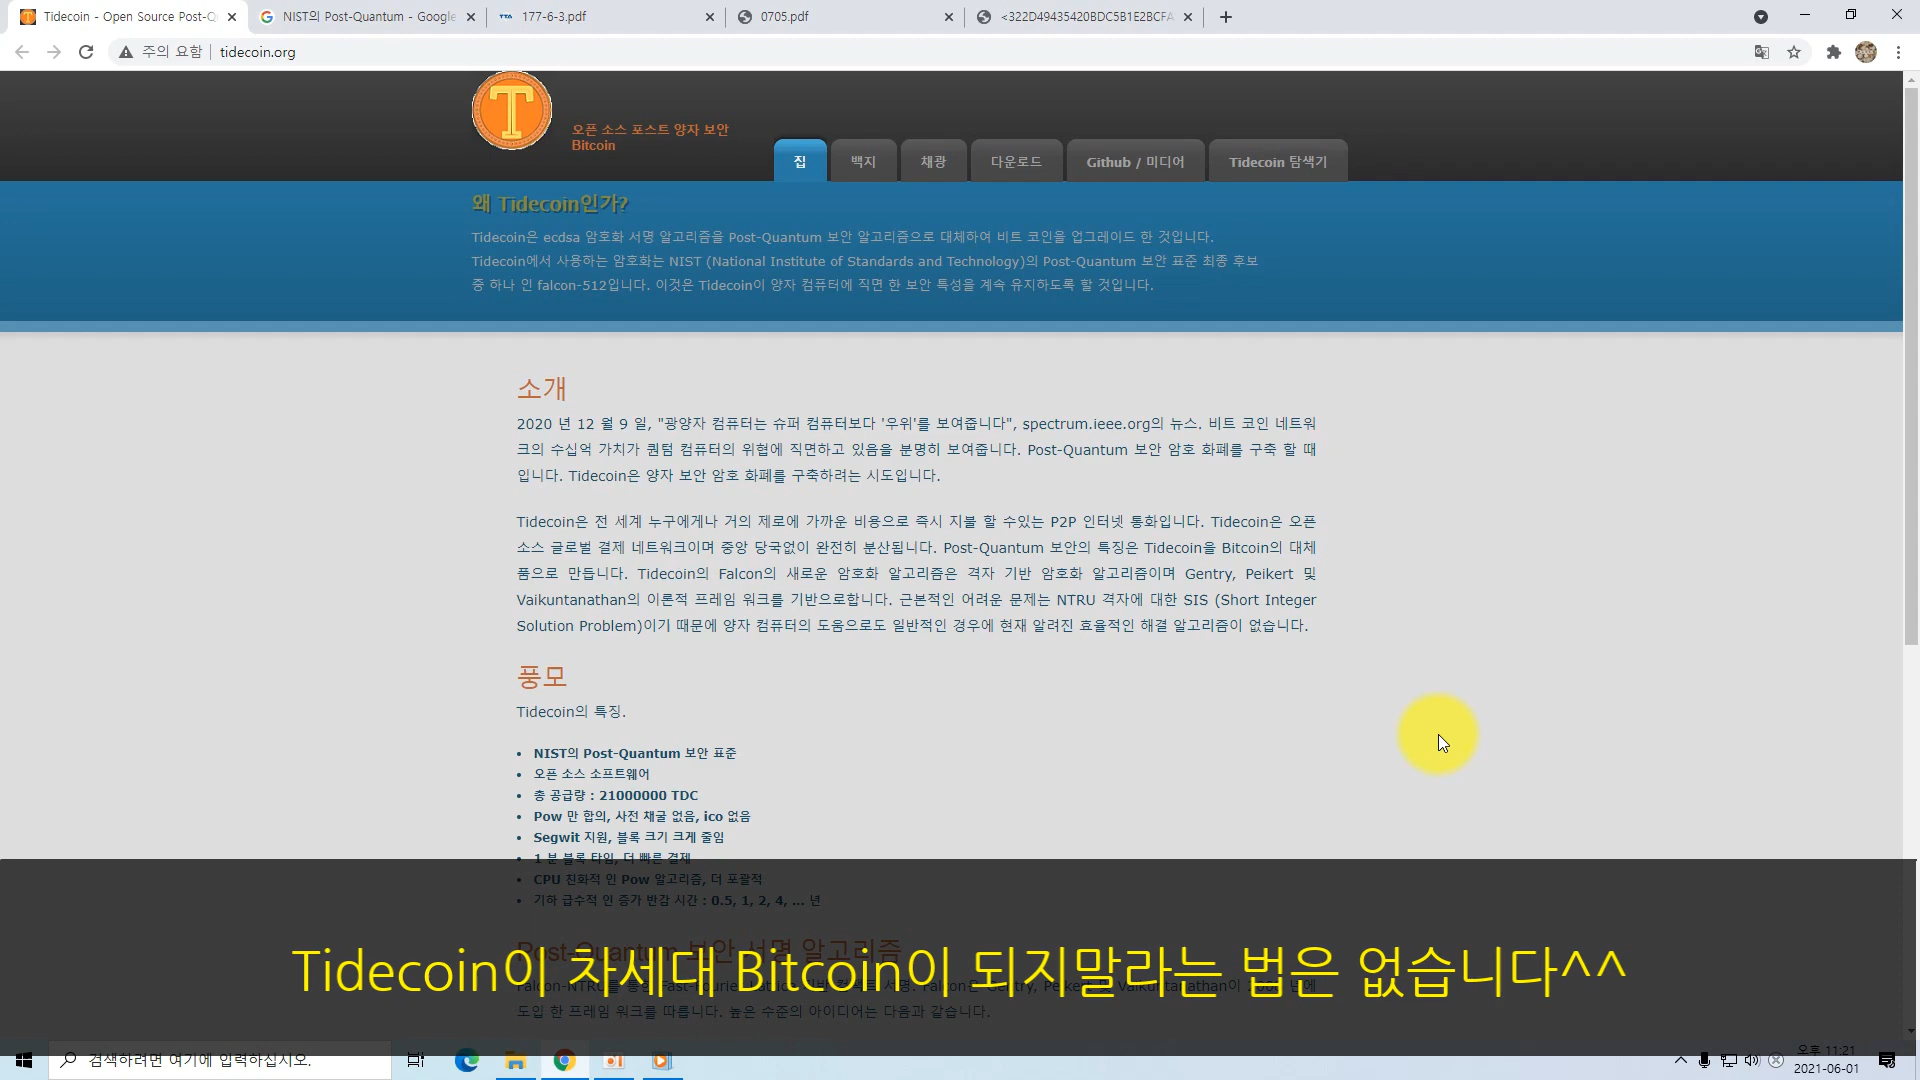 Tidecoin - Open Source Post-Q
NIST의 Post-Quantum - Google
TTA 177-6-3.pdf
0705.pdf
<322D49435420BDC5B1E2BCFA
주의 요함 | tidecoin.org
오픈 소스 포스트 양자 보안
Bitcoin
집
백지
채광
다운로드
Github / 미디어
Tidecoin 탐색기
왜 Tidecoin인가?
Tidecoin은 ecdsa 암호화 서명 알고리즘을 Post-Quantum 보안 알고리즘으로 대체하여 비트 코인을 업그레이드 한 것입니다.
Tidecoin에서 사용하는 암호화는 NIST (National Institute of Standards and Technology)의 Post-Quantum 보안 표준 최종 후보
중 하나 인 falcon-512입니다. 이것은 Tidecoin이 양자 컴퓨터에 직면 한 보안 특성을 계속 유지하도록 할 것입니다.
소개
2020 년 12 월 9 일, "광양자 컴퓨터는 슈퍼 컴퓨터보다 '우위'를 보여줍니다", spectrum.ieee.org의 뉴스. 비트 코인 네트워
크의 수십억 가치가 퀀텀 컴퓨터의 위협에 직면하고 있음을 분명히 보여줍니다. Post-Quantum 보안 암호 화폐를 구축 할 때
입니다. Tidecoin은 양자 보안 암호 화폐를 구축하려는 시도입니다.
Tidecoin은 전 세계 누구에게나 거의 제로에 가까운 비용으로 즉시 지불 할 수있는 P2P 인터넷 통화입니다. Tidecoin은 오픈
소스 글로벌 결제 네트워크이며 중앙 당국없이 완전히 분산됩니다. Post-Quantum 보안의 특징은 Tidecoin을 Bitcoin의 대체
품으로 만듭니다. Tidecoin의 Falcon의 새로운 암호화 알고리즘은 격자 기반 암호화 알고리즘이며 Gentry, Peikert 및
Vaikuntanathan의 이론적 프레임 워크를 기반으로합니다. 근본적인 어려운 문제는 NTRU 격자에 대한 SIS (Short Integer
Solution Problem)이기 때문에 양자 컴퓨터의 도움으로도 일반적인 경우에 현재 알려진 효율적인 해결 알고리즘이 없습니다.
풍모
Tidecoin의 특징.
• NIST의 Post-Quantum 보안 표준
• 오픈 소스 소프트웨어
• 총 공급량 : 21000000 TDC
• Pow 만 합의, 사전 채굴 없음, ico 없음
• Segwit 지원, 블록 크기 크게 줄임
• 1 분 블록 타임, 더 빠른 결제
• CPU 친화적 인 Pow 알고리즘, 더 포괄적
• 기하 급수적 인 증가 반감 시간 : 0.5, 1, 2, 4, ... 년
Post-Quantum 보안 서명 알고리즘
Tidecoin이 차세대 Bitcoin이 되지말라는 법은 없습니다^^
도입 한 프레임 워크를 따릅니다. 높은 수준의 아이디어는 다음과 같습니다.
검색하려면 여기에 입력하십시오.
오후 11:21
2021-06-01